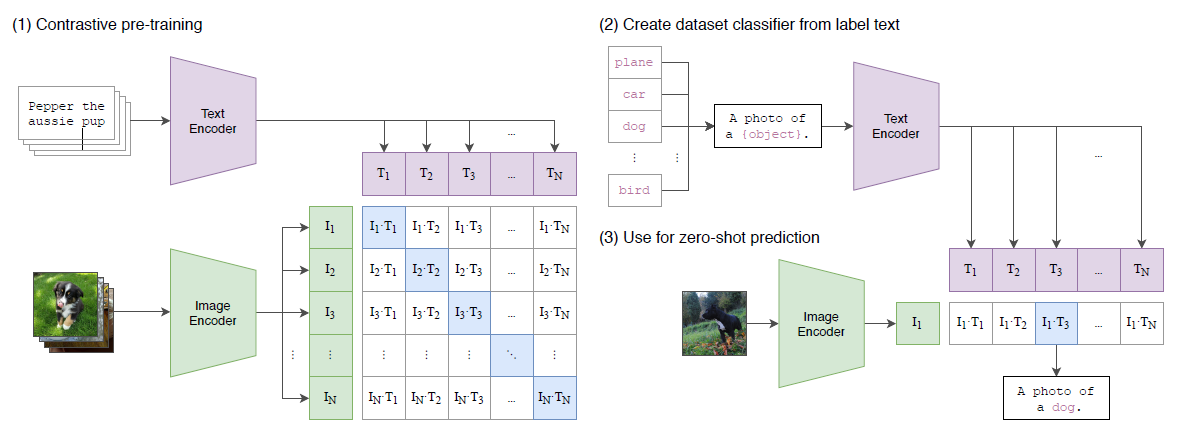 (1) Contrastive pre-training
Pepper the
aussie pup
Text
Encoder
...
T1 T2 T3 ... TN
Image
Encoder
I1 I1·T1 I1·T2 I1·T3 ... I1·TN
I2 I2·T1 I2·T2 I2·T3 ... I2·TN
I3 I3·T1 I3·T2 I3·T3 ... I3·TN
⋮ ⋮ ⋮ ⋮ ⋮ ⋱ ⋮
IN IN·T1 IN·T2 IN·T3 ... IN·TN
(2) Create dataset classifier from label text
plane
car
dog
⋮ ⋮
bird
A photo of
a {object}.
Text
Encoder
...
(3) Use for zero-shot prediction
T1 T2 T3 ... TN
Image
Encoder
I1 I1·T1 I1·T2 I1·T3 ... I1·TN
A photo of
a dog.